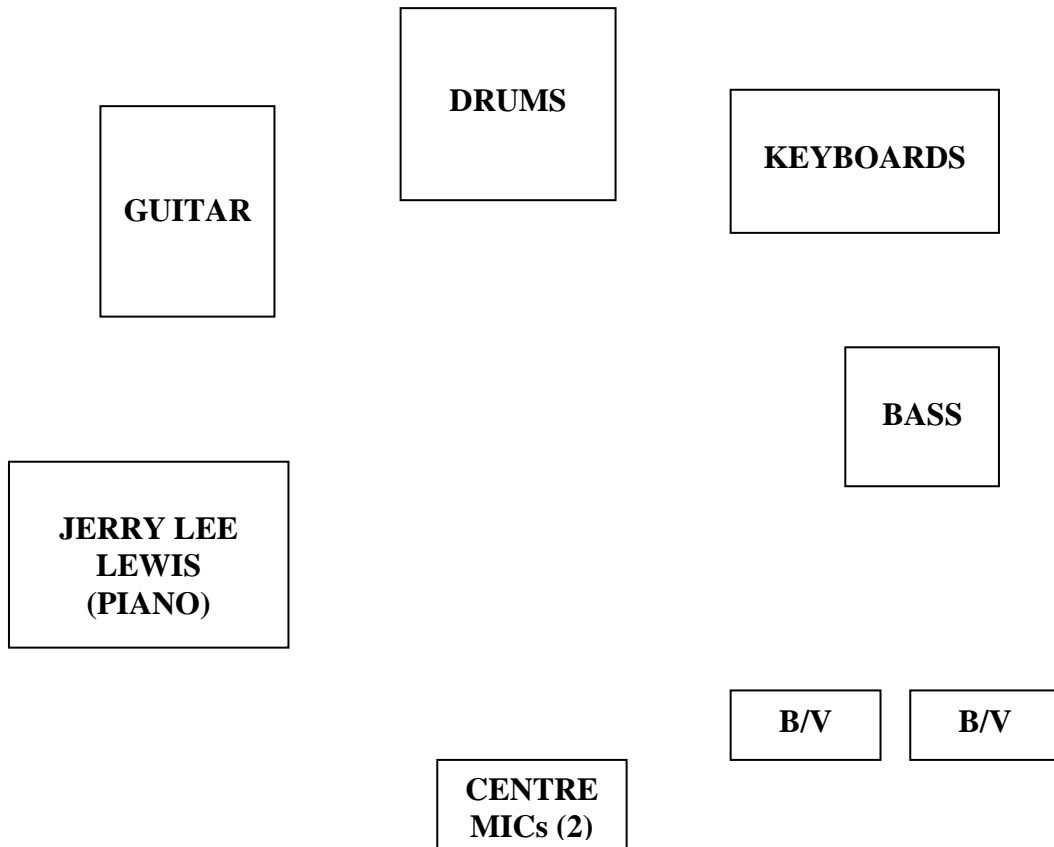 DRUMS
KEYBOARDS
GUITAR
BASS
JERRY LEE
LEWIS
(PIANO)
B/V
B/V
CENTRE
MICs (2)